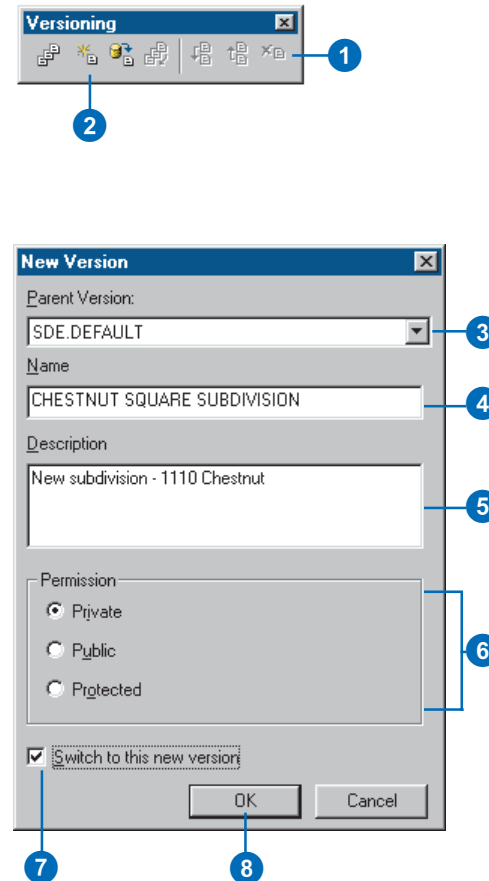 Versioning
1
2
New Version
Parent Version:
SDE.DEFAULT
3
Name
CHESTNUT SQUARE SUBDIVISION
4
Description
New subdivision - 1110 Chestnut
5
Permission
Private
Public
6
Protected
Switch to this new version
OK Cancel
7 8